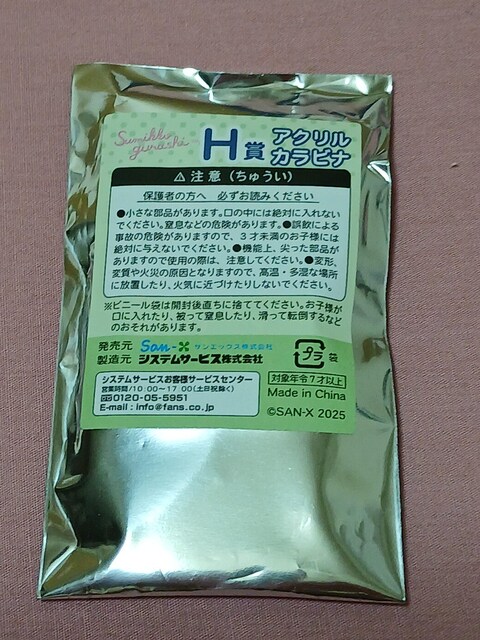 Sumikko
gurashi
H賞
アクリル
カラビナ
⚠注意(ちゅうい)
保護者の方へ 必ずお読みください
●小さな部品があります。口の中には絶対に入れない
でください。窒息などの危険があります。●誤飲による
事故の危険がありますので、3才未満のお子様には
絶対に与えないでください。●機能上、尖った部品が
ありますので使用の際は、注意してください。●変形、
変質や火災の原因となりますので、高温・多湿な場所
に放置したり、火気に近づけたりしないでください。
※ビニール袋は開封後直ちに捨ててください。お子様が
口に入れたり、被って窒息したり、滑って転倒するなど
のおそれがあります。
発売元 San-X サンエックス株式会社
製造元 システムサービス株式会社
プラ 袋
システムサービスお客様サービスセンター
営業時間/10:00〜17:00(土日祝除く)
0120-05-5951
E-mail:info@fans.co.jp
対象年令7才以上
Made in China
©SAN-X 2025